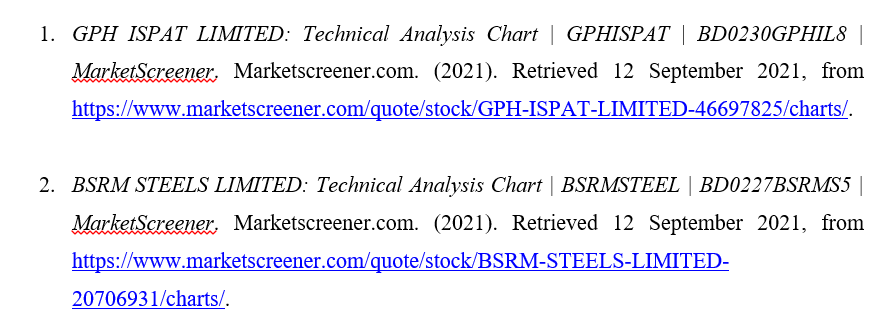 1. GPH ISPAT LIMITED: Technical Analysis Chart | GPHISPAT | BD0230GPHIL8 |
MarketScreener. Marketscreener.com. (2021). Retrieved 12 September 2021, from
https://www.marketscreener.com/quote/stock/GPH-ISPAT-LIMITED-46697825/charts/.
2. BSRM STEELS LIMITED: Technical Analysis Chart | BSRMSTEEL | BD0227BSRMS5 |
MarketScreener. Marketscreener.com. (2021). Retrieved 12 September 2021, from
https://www.marketscreener.com/quote/stock/BSRM-STEELS-LIMITED-
20706931/charts/.